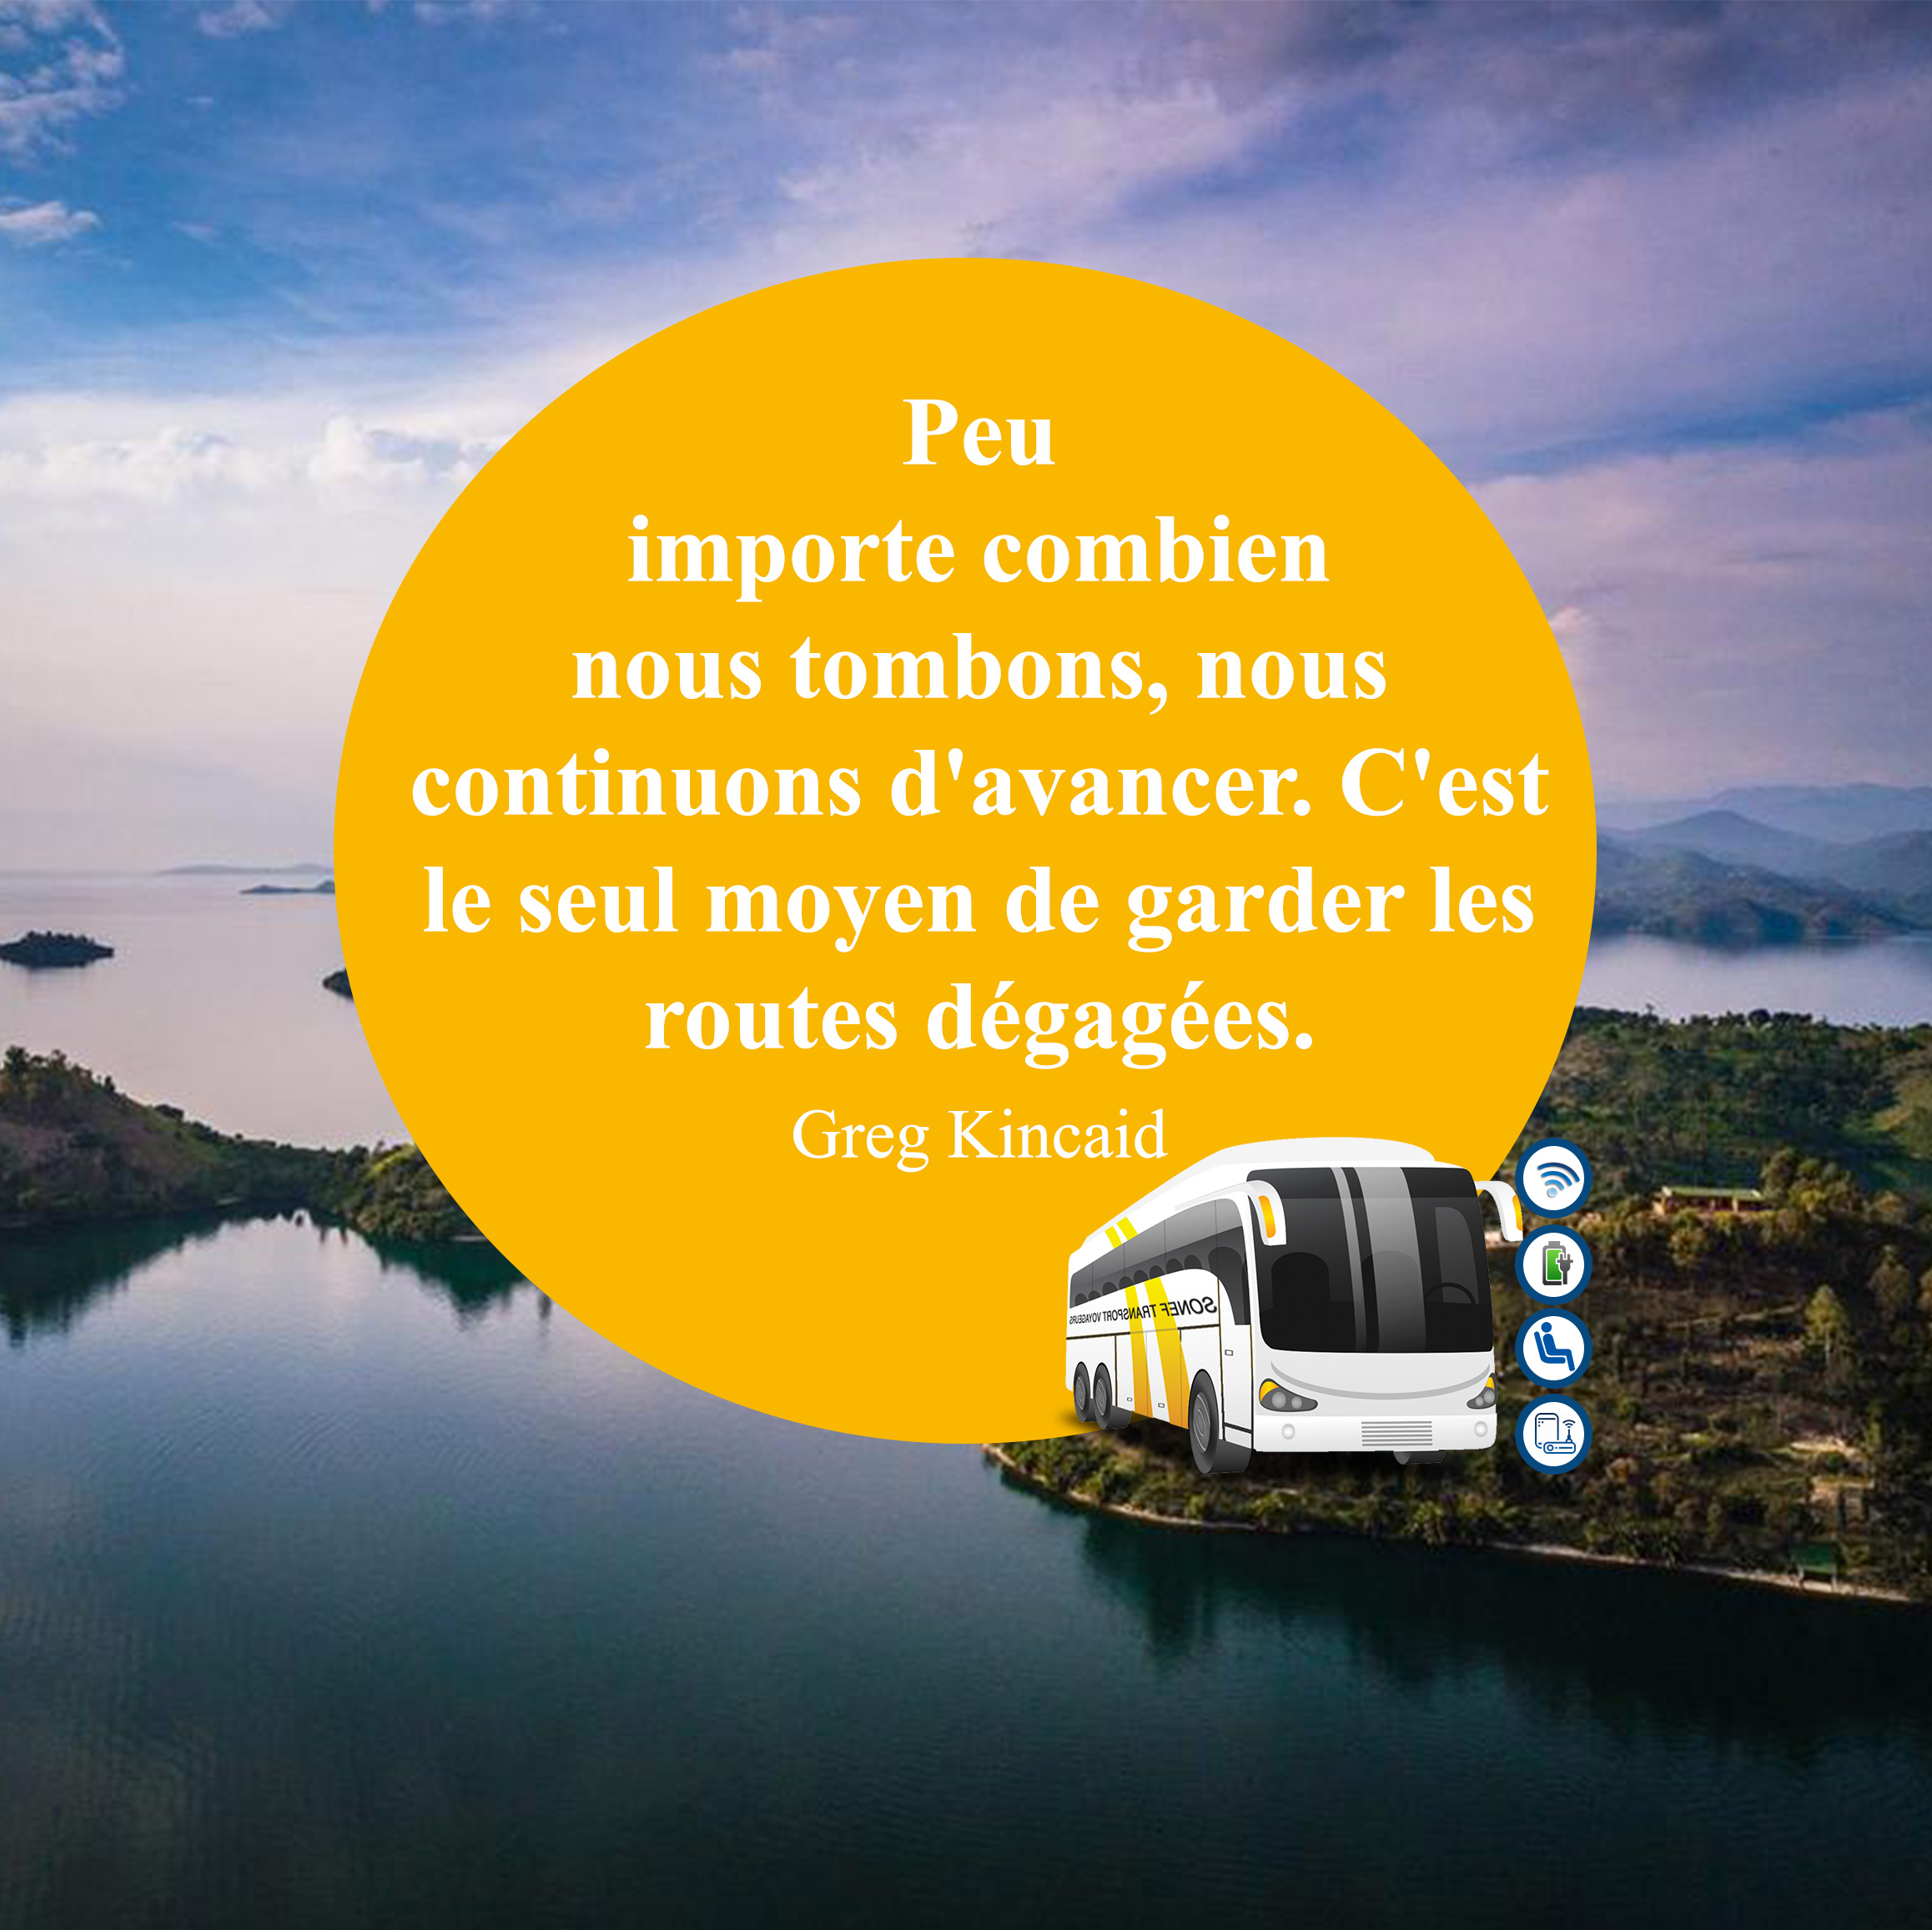 Peu
importe combien
nous tombons, nous
continuons d'avancer. C'est
le seul moyen de garder les
routes dégagées.
Greg Kincaid
SONEF TRANSPORT VOYAGEURS